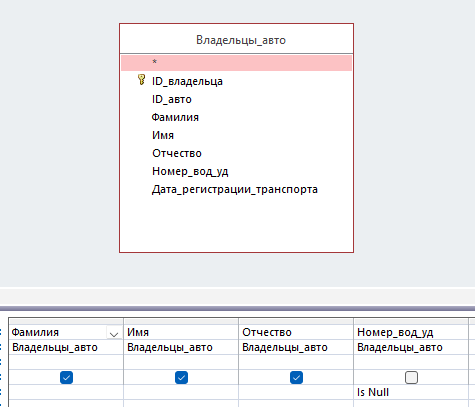 Владельцы_авто
*
ID_владельца
ID_авто
Фамилия
Имя
Отчество
Номер_вод_уд
Дата_регистрации_транспорта
Фамилия Имя Отчество Номер_вод_уд
Владельцы_авто Владельцы_авто Владельцы_авто Владельцы_авто
Is Null